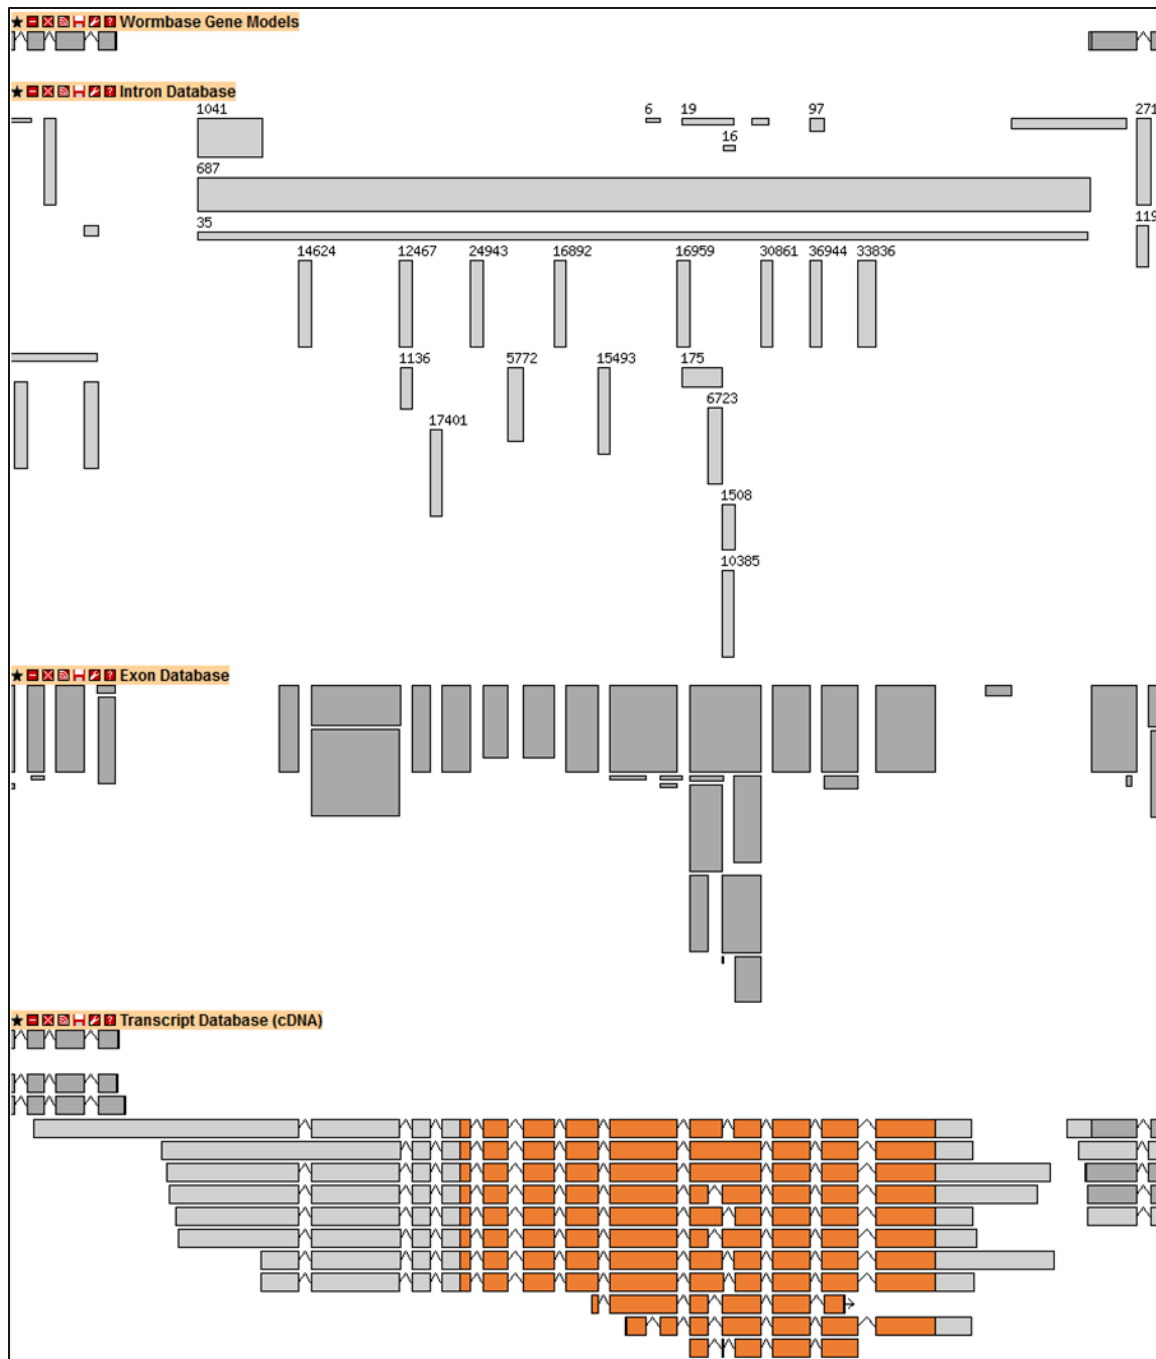 Wormbase Gene Models
Intron Database
1041 6 19 97 271
16
687
35 119
14624 12467 24943 16892 16959 30861 36944 33836
1136 5772 15493 175
17401 6723
1508
10385
Exon Database
Transcript Database (cDNA)